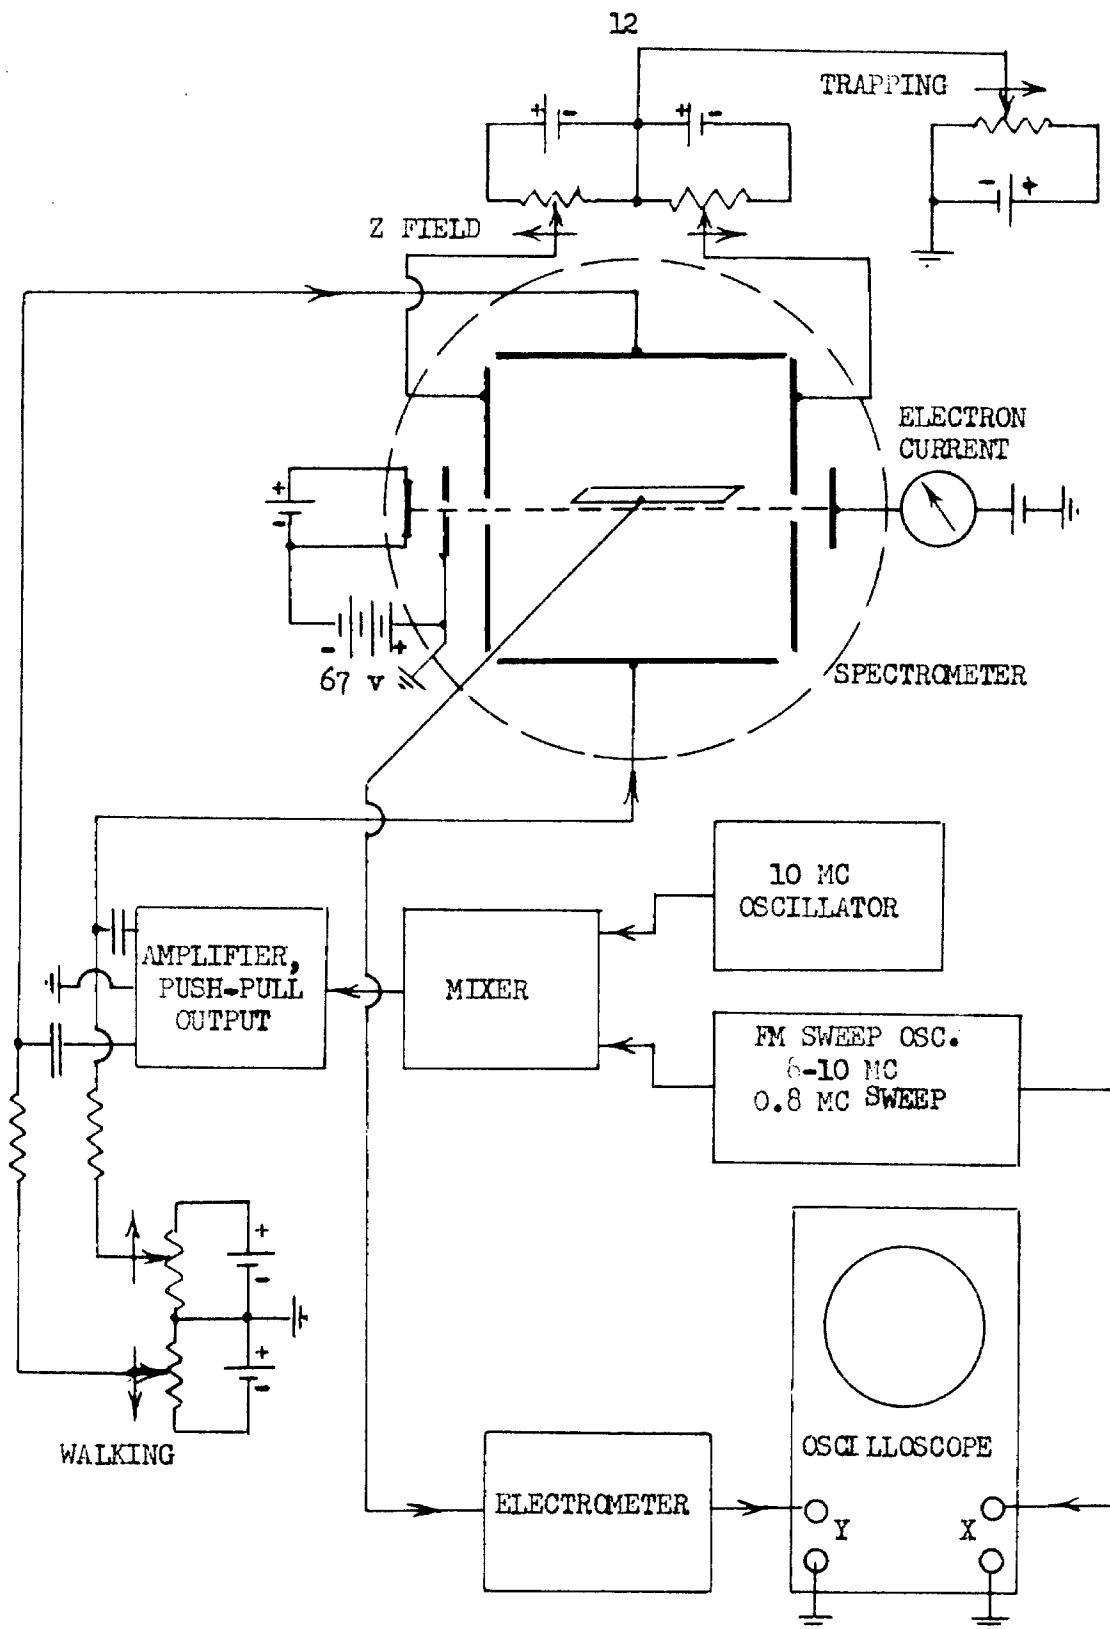 12
TRAPPING
+ - + -
- +
Z FIELD
ELECTRON
CURRENT
+
-
- +
67 v
SPECTROMETER
10 MC
OSCILLATOR
AMPLIFIER,
PUSH-PULL
OUTPUT
MIXER
FM SWEEP OSC.
6-10 MC
0.8 MC SWEEP
+
-
+
-
WALKING
OSCILLOSCOPE
ELECTROMETER
Y X